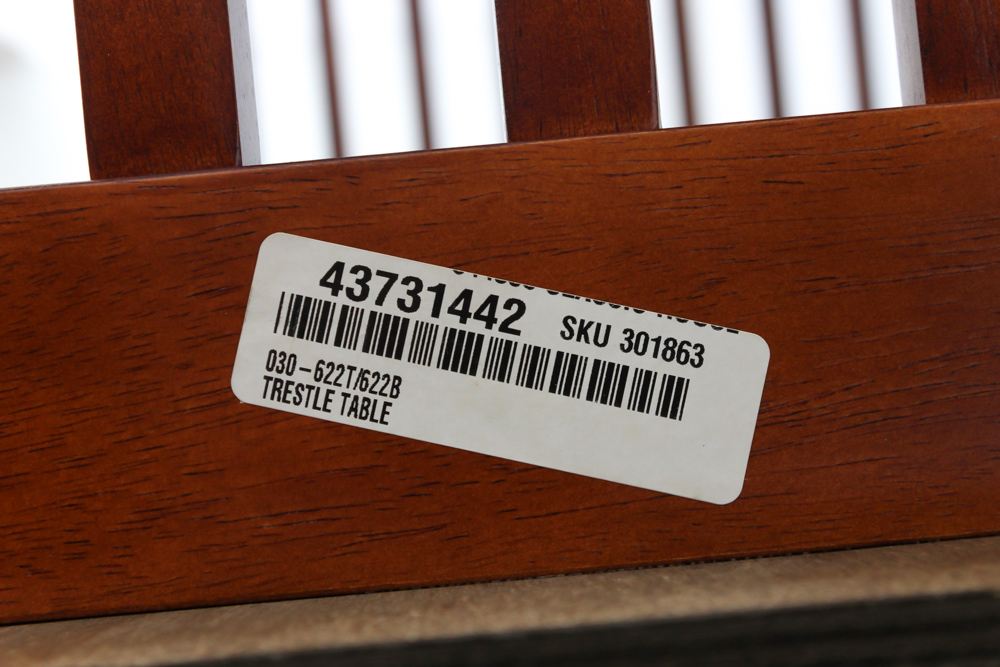 43731442
SKU 301863
030-622T/622B
TRESTLE TABLE